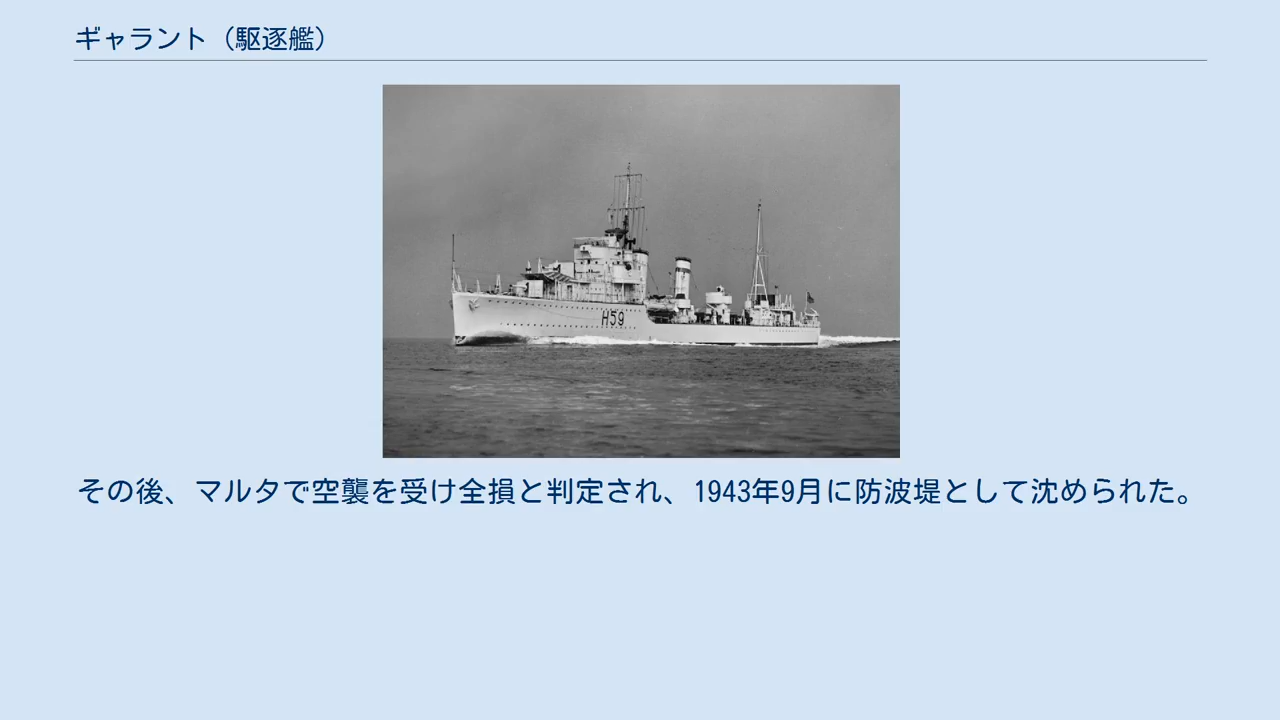 ギャラント（駆逐艦）
H59
その後、マルタで空襲を受け全損と判定され、1943年9月に防波堤として沈められた。